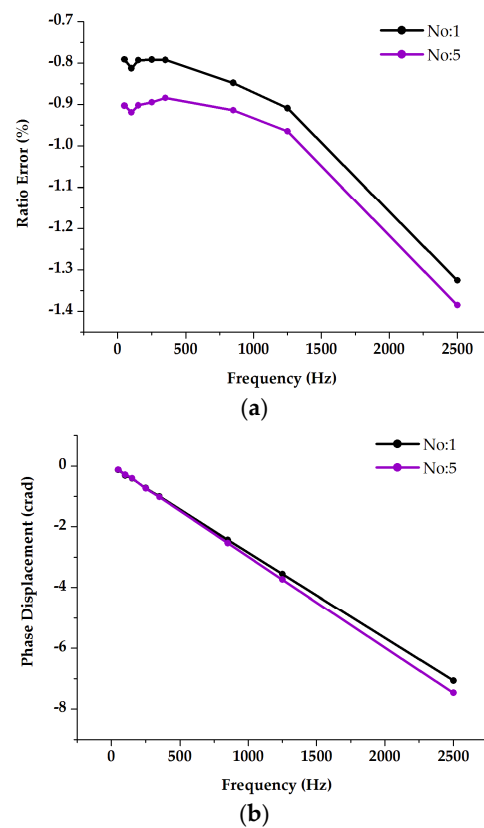 -0.7
No:1
No:5
-0.8
-0.9
-1.0
-1.1
-1.2
-1.3
-1.4
Ratio Error (%)
0 500 1000 1500 2000 2500
Frequency (Hz)
(a)
No:1
No:5
0
-2
-4
-6
-8
Phase Displacement (crad)
0 500 1000 1500 2000 2500
Frequency (Hz)
(b)